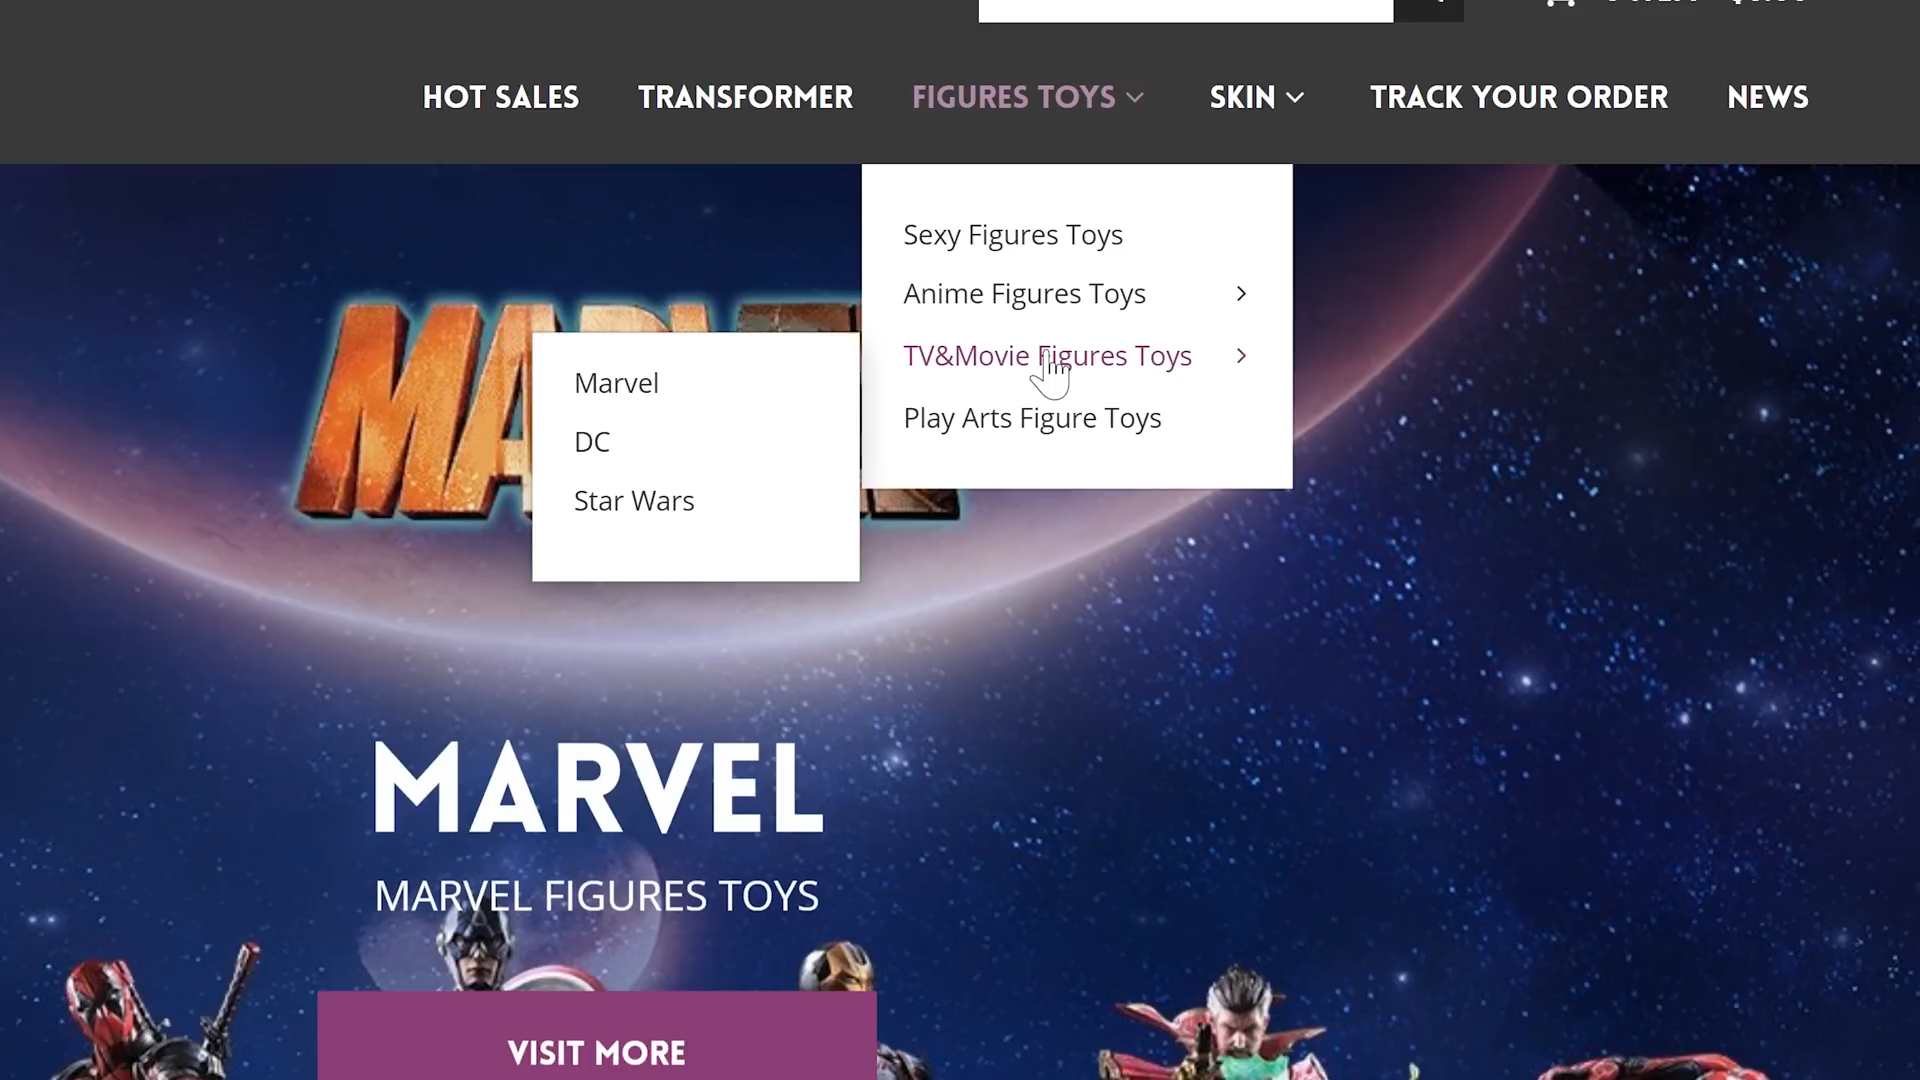 HOT SALES TRANSFORMER FIGURES TOYS SKIN TRACK YOUR ORDER NEWS
Sexy Figures Toys
Anime Figures Toys
TV&Movie Figures Toys
Play Arts Figure Toys
Marvel
DC
Star Wars
MARVEL
MARVEL FIGURES TOYS
VISIT MORE